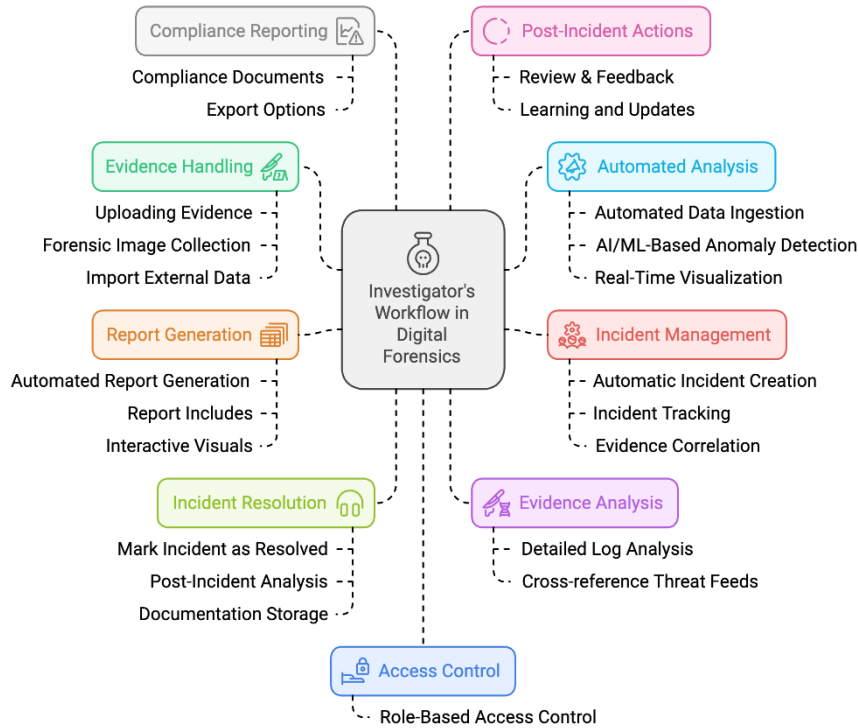 Compliance Reporting
Compliance Documents
Export Options
Post-Incident Actions
Review & Feedback
Learning and Updates
Evidence Handling
Uploading Evidence
Forensic Image Collection
Import External Data
Automated Analysis
Automated Data Ingestion
AI/ML-Based Anomaly Detection
Real-Time Visualization
Investigator's
Workflow in
Digital
Forensics
Report Generation
Automated Report Generation
Report Includes
Interactive Visuals
Incident Management
Automatic Incident Creation
Incident Tracking
Evidence Correlation
Incident Resolution
Mark Incident as Resolved
Post-Incident Analysis
Documentation Storage
Evidence Analysis
Detailed Log Analysis
Cross-reference Threat Feeds
Access Control
Role-Based Access Control